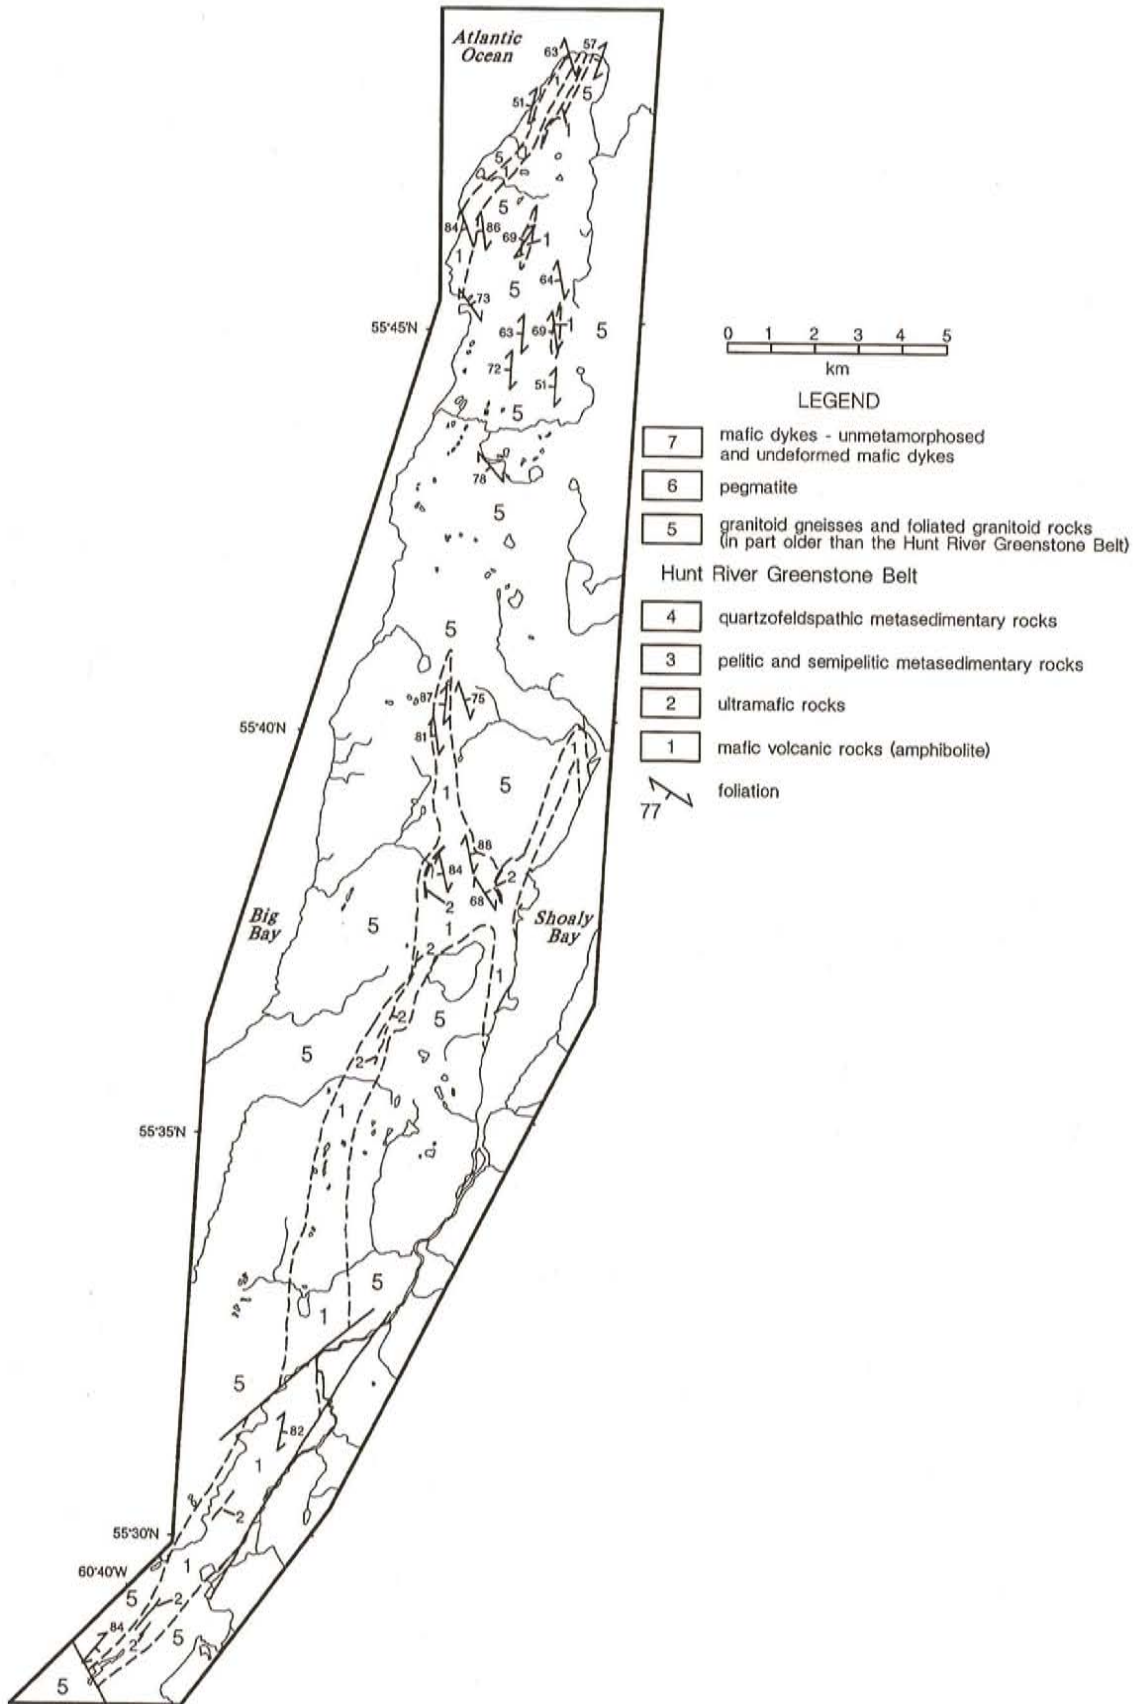 Atlantic
Ocean
63
57
51
5
5
1
5
84
86
69
1
1
64
5
73
55°45'N
63
69
1
5
72
51
5
78
5
5
87
75
55°40'N
81
1
1
5
88
84
2
2
68
Big
Bay
5
1
Shoaly
Bay
2
1
2
5
5
2
1
55°35'N
5
1
5
82
1
2
55°30'N
1
60°40'W
5
2
84
2
5
5
0 1 2 3 4 5
km
LEGEND
7 mafic dykes - unmetamorphosed
and undeformed mafic dykes
6 pegmatite
5 granitoid gneisses and foliated granitoid rocks
(in part older than the Hunt River Greenstone Belt)
Hunt River Greenstone Belt
4 quartzofeldspathic metasedimentary rocks
3 pelitic and semipelitic metasedimentary rocks
2 ultramafic rocks
1 mafic volcanic rocks (amphibolite)
77 foliation